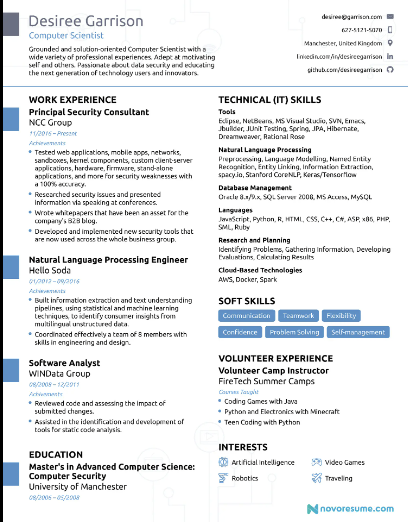 Desiree Garrison
Computer Scientist
Grounded and solution-oriented Computer Scientist with a
wide variety of professional experiences. Adept at motivating
self and others. Passionate about data security and educating
the next generation of technology users and innovators.
desiree@garrison.com
627-5121-5070
Manchester, United Kingdom
linkedin.com/in/desireegarrison
github.com/desiregarrison
WORK EXPERIENCE
Principal Security Consultant
NCC Group
11/2016 – Present
Achievements
Tested web applications, mobile apps, networks,
sandboxes, kernel components, custom client-server
applications, hardware, firmware, stand-alone
applications, and more for security weaknesses with
a 100% accuracy.
Researched security issues and presented
information via speaking at conferences.
Wrote whitepapers that have been an asset for the
company's B2B blog.
Developed and implemented new security tools that
are now used across the whole business group.
Natural Language Processing Engineer
Hello Soda
01/2012 – 09/2016
Achievements
Built information extraction and text understanding
pipelines, using statistical and machine learning
techniques, to identify consumer insights from
multilingual unstructured data.
Coordinated effectively a team of 8 members with
skills in engineering and design.
Software Analyst
WINData Group
08/2008 – 12/2011
Achievements
Reviewed code and assessing the impact of
submitted changes.
Assisted in the identification and development of
tools for static code analysis.
EDUCATION
Master's in Advanced Computer Science:
Computer Security
University of Manchester
08/2006 – 05/2008
TECHNICAL (IT) SKILLS
Tools
Eclipse, NetBeans, MS Visual Studio, SVN, Emacs,
Jbuilder, JUnit Testing, Spring, JPA, Hibernate,
Dreamweaver, Rational Rose
Natural Language Processing
Preprocessing, Language Modelling, Named Entity
Recognition, Entity Linking, Information Extraction,
spacy.io, Stanford CoreNLP, Keras/Tensorflow
Database Management
Oracle 8.x/9.x, SQL Server 2008, MS Access, MySQL
Languages
JavaScript, Python, R, HTML, CSS, C++, C#, ASP, x86, PHP,
SML, Ruby
Research and Planning
Identifying Problems, Gathering Information, Developing
Evaluations, Calculating Results
Cloud-Based Technologies
AWS, Docker, Spark
SOFT SKILLS
Communication Teamwork Flexibility
Confidence Problem Solving Self-management
VOLUNTEER EXPERIENCE
Volunteer Camp Instructor
FireTech Summer Camps
Courses Taught
Coding Games with Java
Python and Electronics with Minecraft
Teen Coding with Python
INTERESTS
Artificial Intelligence Video Games
Robotics Traveling
novoresume.com